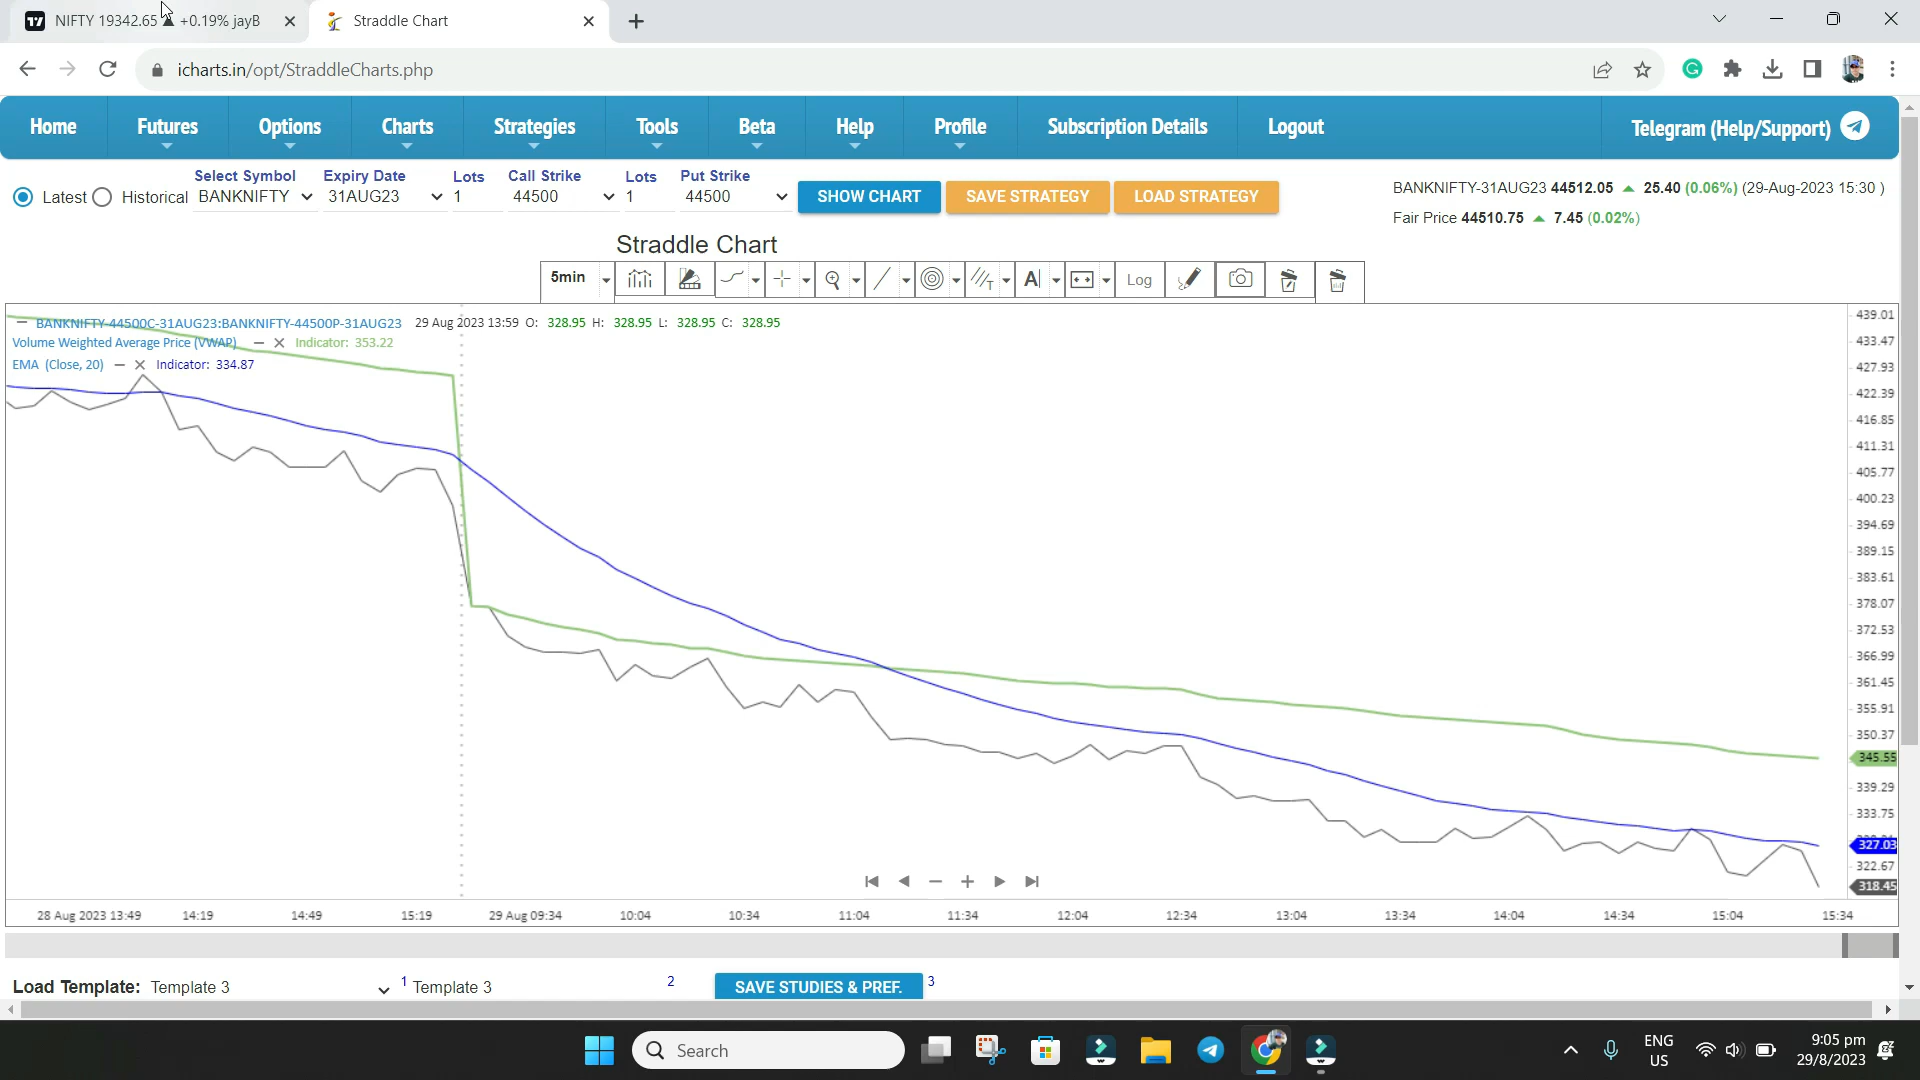 NIFTY 19342.65 ▲ +0.19% jayB
Straddle Chart
icharts.in/opt/StraddleCharts.php
Home Futures Options Charts Strategies Tools Beta Help Profile Subscription Details Logout Telegram (Help/Support)
Select Symbol Expiry Date Lots Call Strike Lots Put Strike
Latest Historical BANKNIFTY 31AUG23 1 44500 1 44500 SHOW CHART SAVE STRATEGY LOAD STRATEGY
BANKNIFTY-31AUG23 44512.05 ▲ 25.40 (0.06%) (29-Aug-2023 15:30 )
Fair Price 44510.75 ▲ 7.45 (0.02%)
Straddle Chart
5min Log
BANKNIFTY-44500C-31AUG23:BANKNIFTY-44500P-31AUG23 29 Aug 2023 13:59 O: 328.95 H: 328.95 L: 328.95 C: 328.95
Volume Weighted Average Price (VWAP) Indicator: 353.22
EMA (Close, 20) Indicator: 334.87
439.01
433.47
427.93
422.39
416.85
411.31
405.77
400.23
394.69
389.15
383.61
378.07
372.53
366.99
361.45
355.91
350.37
345.55
339.29
333.75
327.03
322.67
318.45
28 Aug 2023 13:49 14:19 14:49 15:19 29 Aug 09:34 10:04 10:34 11:04 11:34 12:04 12:34 13:04 13:34 14:04 14:34 15:04 15:34
Load Template: Template 3 1 Template 3 2 SAVE STUDIES & PREF. 3
Search
ENG
US
9:05 pm
29/8/2023